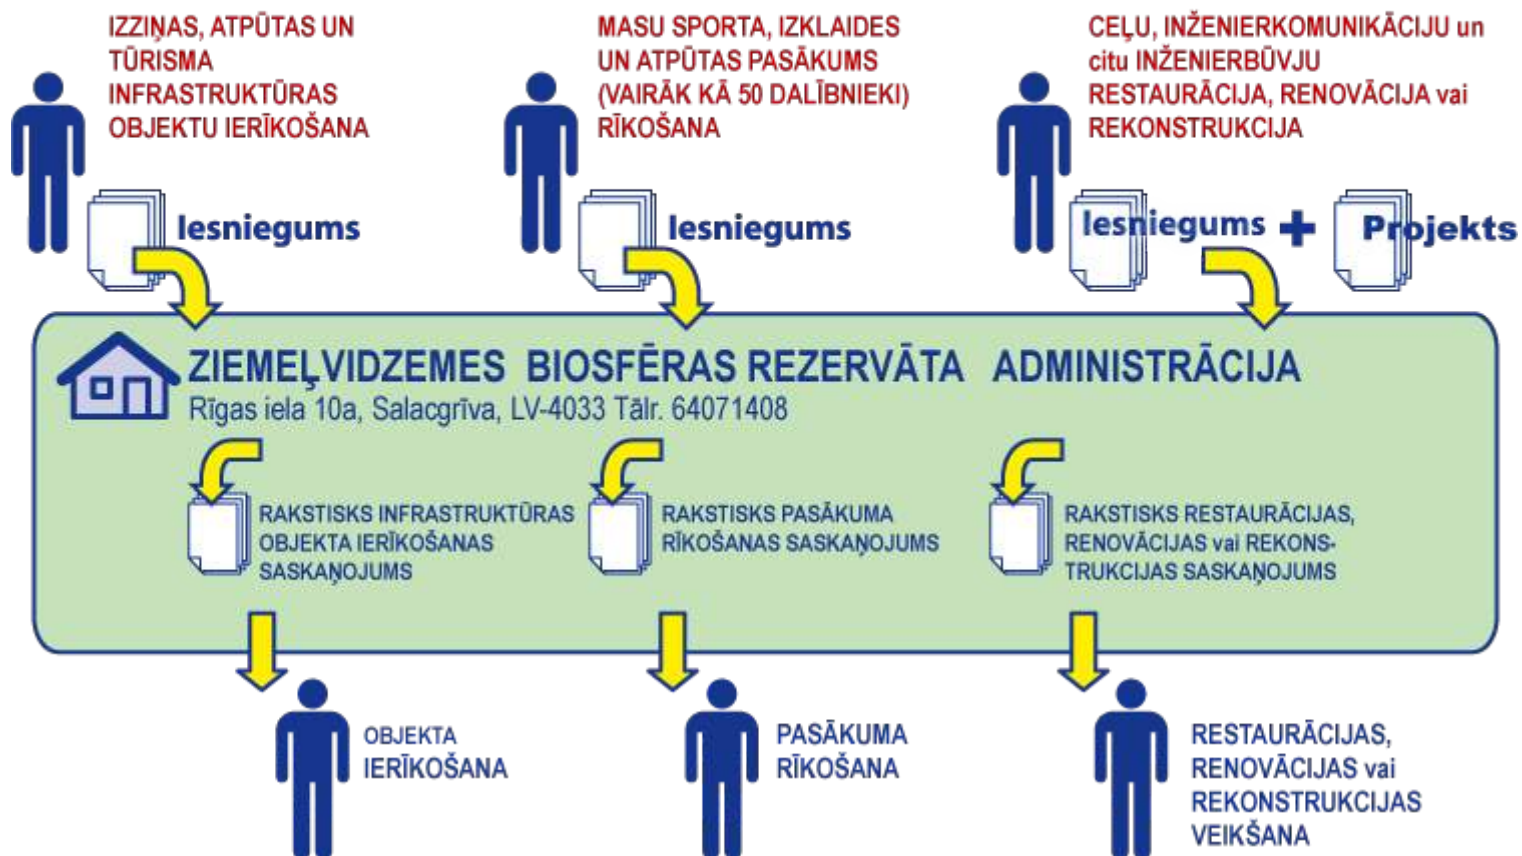 IZZIŅAS, ATPŪTAS UN
TŪRISMA
INFRASTRUKTŪRAS
OBJEKTU IERĪKOŠANA
Iesniegums
MASU SPORTA, IZKLAIDES
UN ATPŪTAS PASĀKUMS
(VAIRĀK KĀ 50 DALĪBNIEKI)
RĪKOŠANA
Iesniegums
CEĻU, INŽENIERKOMUNIKĀCIJU un
citu INŽENIERBŪVJU
RESTAURĀCIJA, RENOVĀCIJA vai
REKONSTRUKCIJA
Iesniegums + Projekts
ZIEMEĻVIDZEMES BIOSFĒRAS REZERVĀTA ADMINISTRĀCIJA
Rīgas iela 10a, Salacgrīva, LV-4033 Tālr. 64071408
RAKSTISKS INFRASTRUKTŪRAS
OBJEKTA IERĪKOŠANAS
SASKAŅOJUMS
RAKSTISKS PASĀKUMA
RĪKOŠANAS SASKAŅOJUMS
RAKSTISKS RESTAURĀCIJAS,
RENOVĀCIJAS vai REKONS-
TRUKCIJAS SASKAŅOJUMS
OBJEKTA
IERĪKOŠANA
PASĀKUMA
RĪKOŠANA
RESTAURĀCIJAS,
RENOVĀCIJAS vai
REKONSTRUKCIJAS
VEIKŠANA